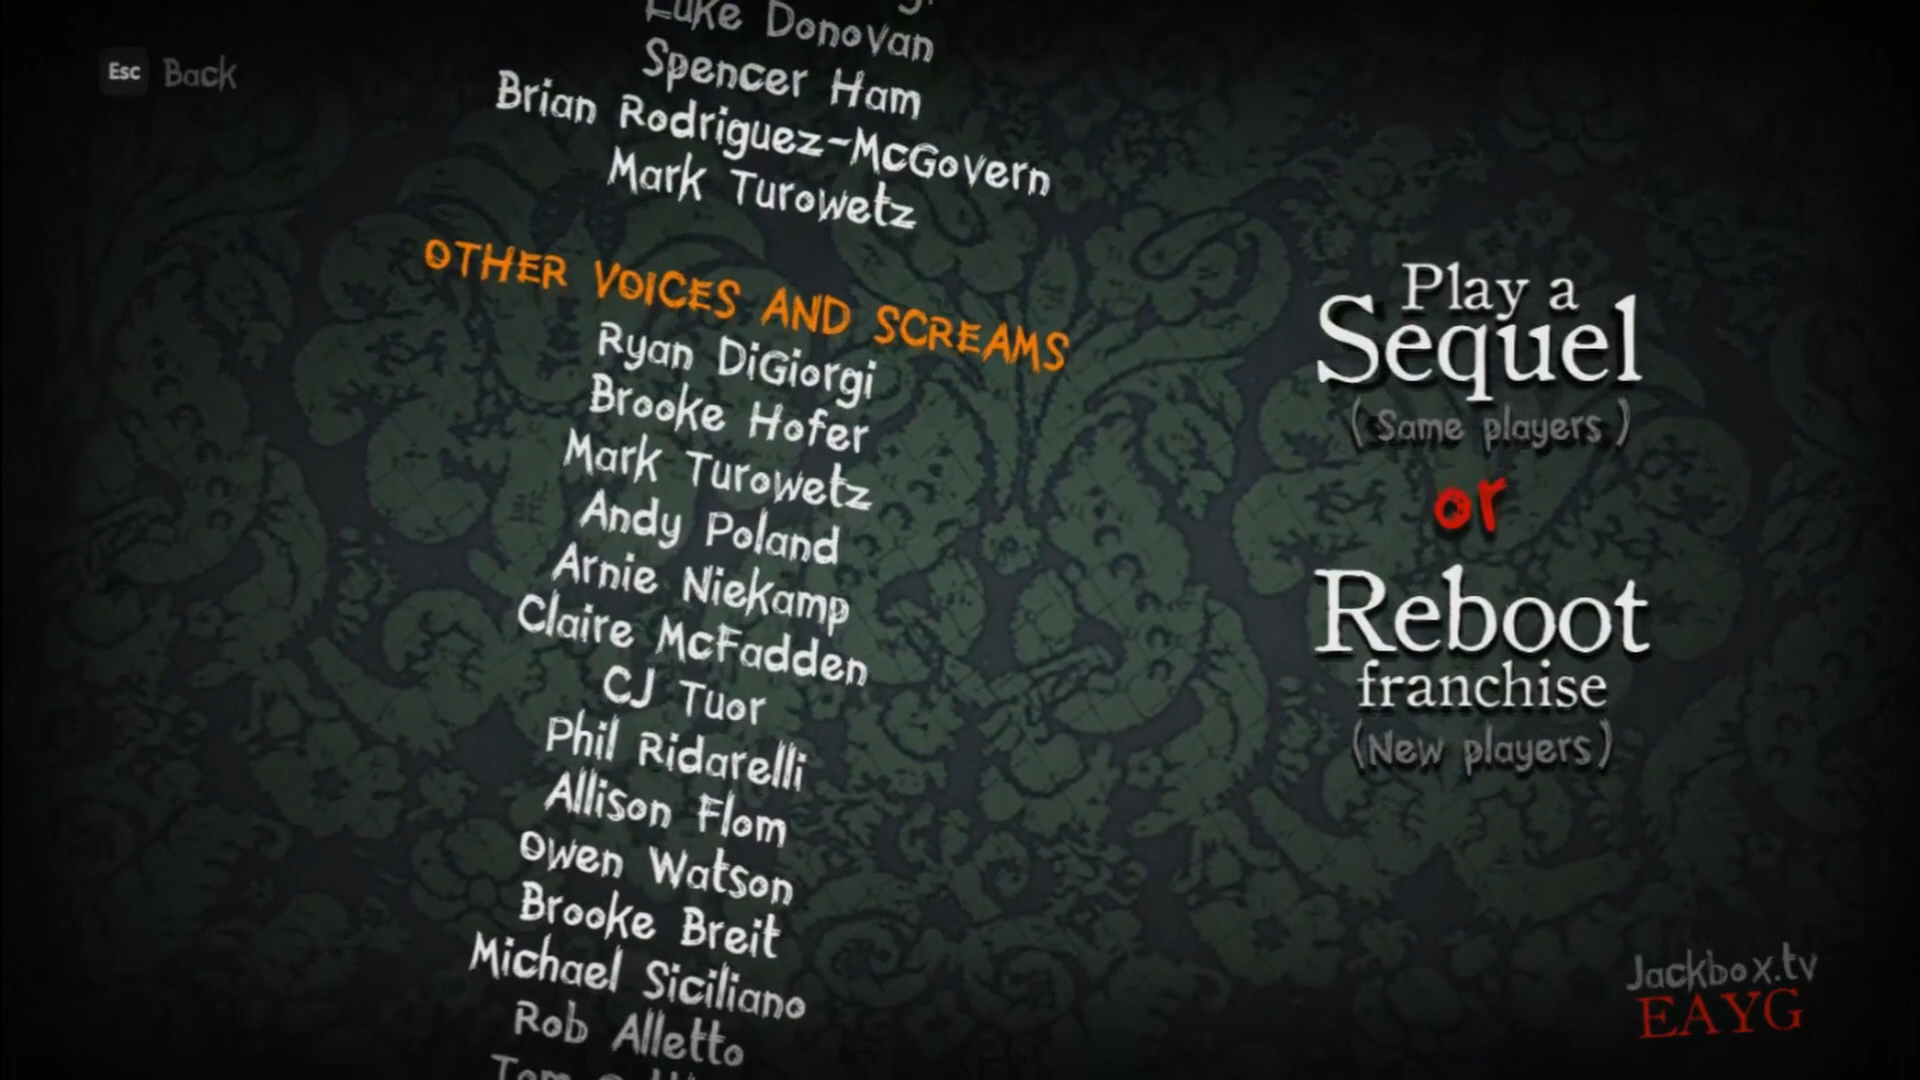 Esc Back
Luke Donovan
Spencer Ham
Brian Rodriguez-McGovern
Mark Turowetz
OTHER VOICES AND SCREAMS
Ryan DiGiorgi
Brooke Hofer
Mark Turowetz
Andy Poland
Arnie Niekamp
Claire McFadden
CJ Tuor
Phil Ridarelli
Allison Flom
Owen Watson
Brooke Breit
Michael Siciliano
Rob Alletto
Play a
Sequel
(Same players)
or
Reboot
franchise
(New players)
Jackbox.tv
EAYG